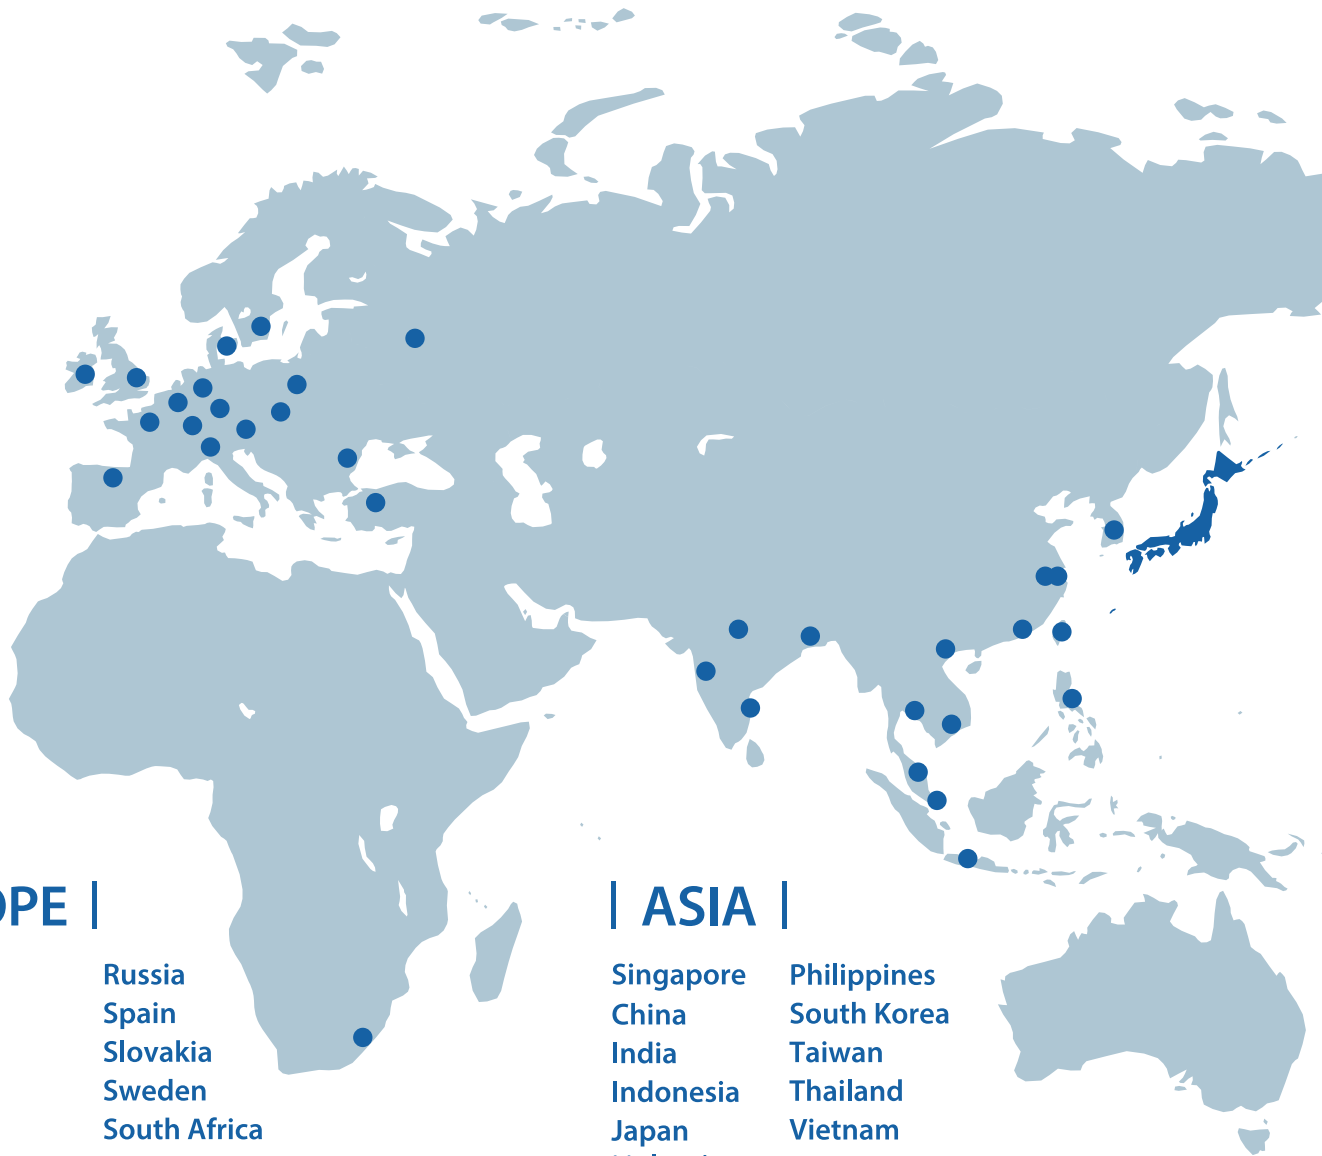 OPE
Russia
Spain
Slovakia
Sweden
South Africa
ASIA
Singapore
China
India
Indonesia
Japan
Philippines
South Korea
Taiwan
Thailand
Vietnam